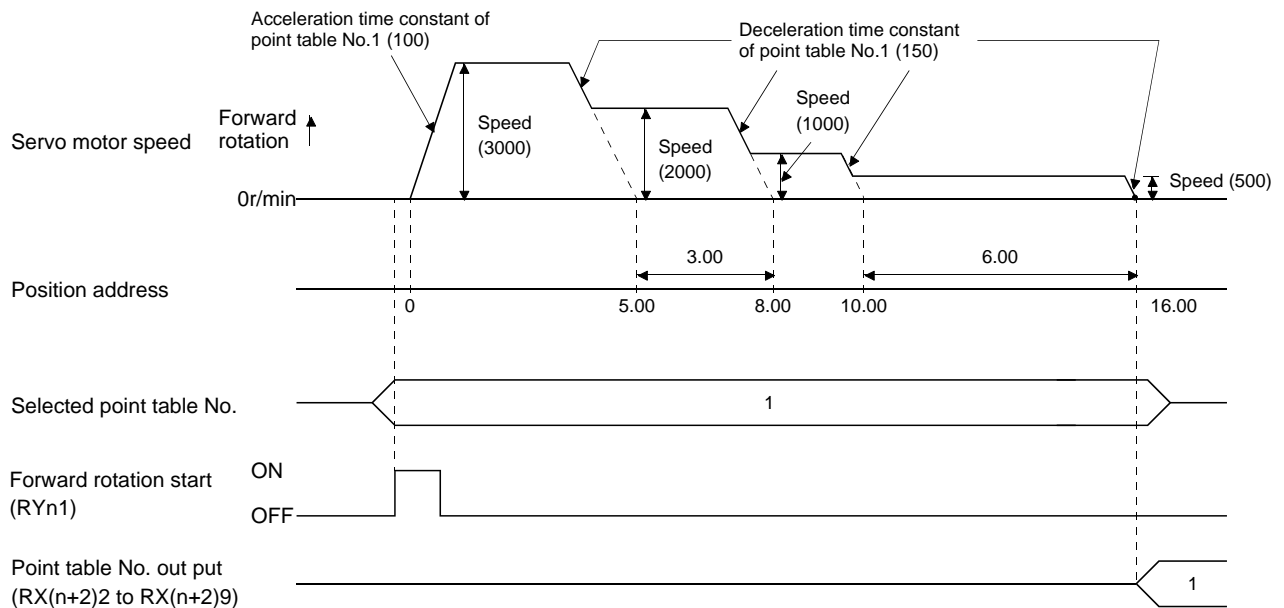 Acceleration time constant of
point table No.1 (100)
Deceleration time constant
of point table No.1 (150)
Servo motor speed
Forward
rotation
Speed
(3000)
Speed
(2000)
Speed
(1000)
Speed (500)
0r/min
3.00
6.00
Position address
0
5.00
8.00
10.00
16.00
Selected point table No.
1
Forward rotation start
(RYn1)
ON
OFF
Point table No. out put
(RX(n+2)2 to RX(n+2)9)
1